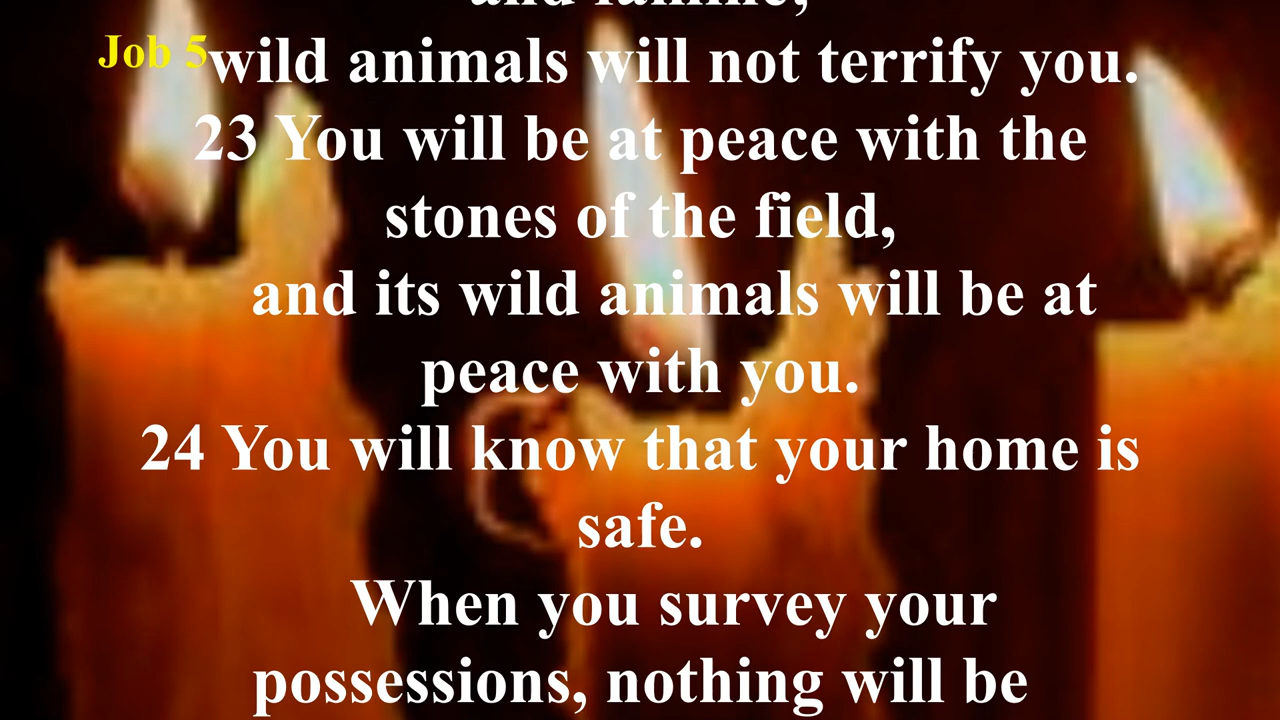 and famine,
Job 5
wild animals will not terrify you.
23 You will be at peace with the
stones of the field,
and its wild animals will be at
peace with you.
24 You will know that your home is
safe.
When you survey your
possessions, nothing will be